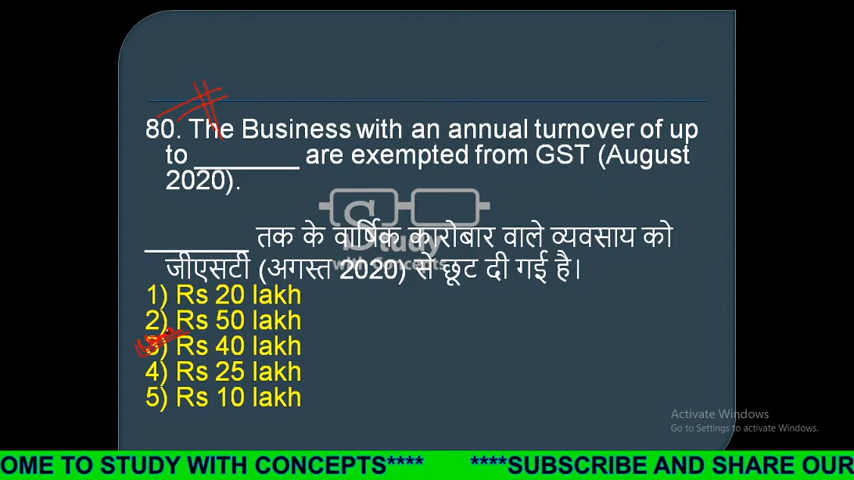 80. The Business with an annual turnover of up
to ________ are exempted from GST (August
2020).
________ तक के वार्षिक कारोबार वाले व्यवसाय को
जीएसटी (अगस्त 2020) से छूट दी गई है।
Study
with Concepts
1) Rs 20 lakh
2) Rs 50 lakh
3) Rs 40 lakh
4) Rs 25 lakh
5) Rs 10 lakh
Activate Windows
Go to Settings to activate Windows.
OME TO STUDY WITH CONCEPTS**** ****SUBSCRIBE AND SHARE OUR